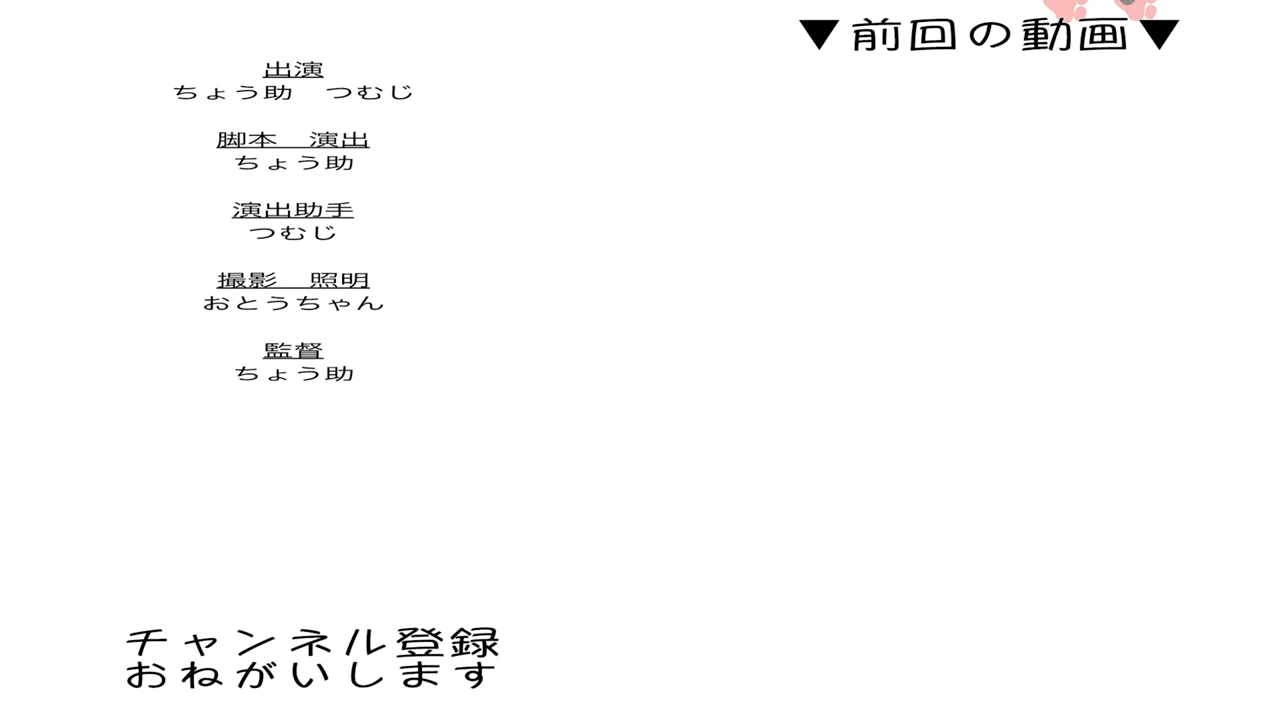 ▼前回の動画▼
出演
ちょう助　つむじ
脚本　演出
ちょう助
演出助手
つむじ
撮影　照明
おとうちゃん
監督
ちょう助
チャンネル登録
おねがいします